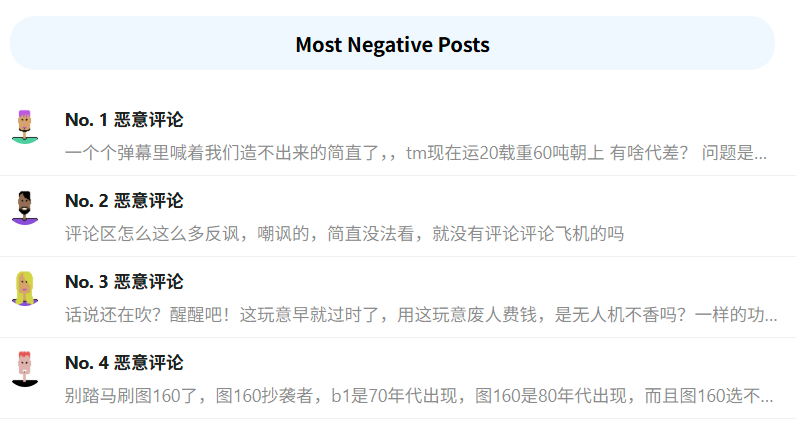 Most Negative Posts
No. 1 恶意评论
一个个弹幕里喊着我们造不出来的简直了,，tm现在运20载重60吨朝上 有啥代差？ 问题是...
No. 2 恶意评论
评论区怎么这么多反讽，嘲讽的，简直没法看，就没有评论评论飞机的吗
No. 3 恶意评论
话说还在吹？醒醒吧！这玩意早就过时了，用这玩意废人费钱，是无人机不香吗？一样的功...
No. 4 恶意评论
别踏马刷图160了，图160抄袭者，b1是70年代出现，图160是80年代出现，而且图160选不...